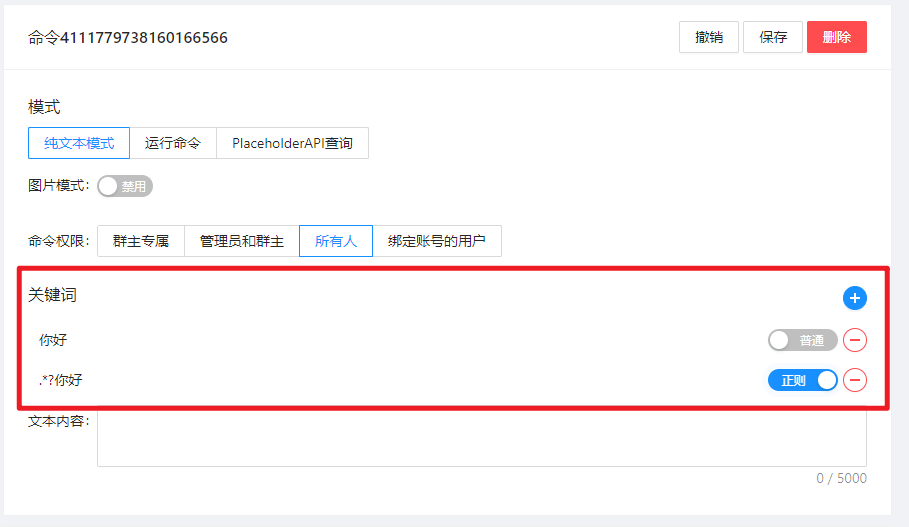 命令4111779738160166566 撤销 保存 删除
模式
纯文本模式 运行命令 PlaceholderAPI查询
图片模式: 禁用
命令权限: 群主专属 管理员和群主 所有人 绑定账号的用户
关键词
你好 普通
.*?你好 正则
文本内容:
0 / 5000